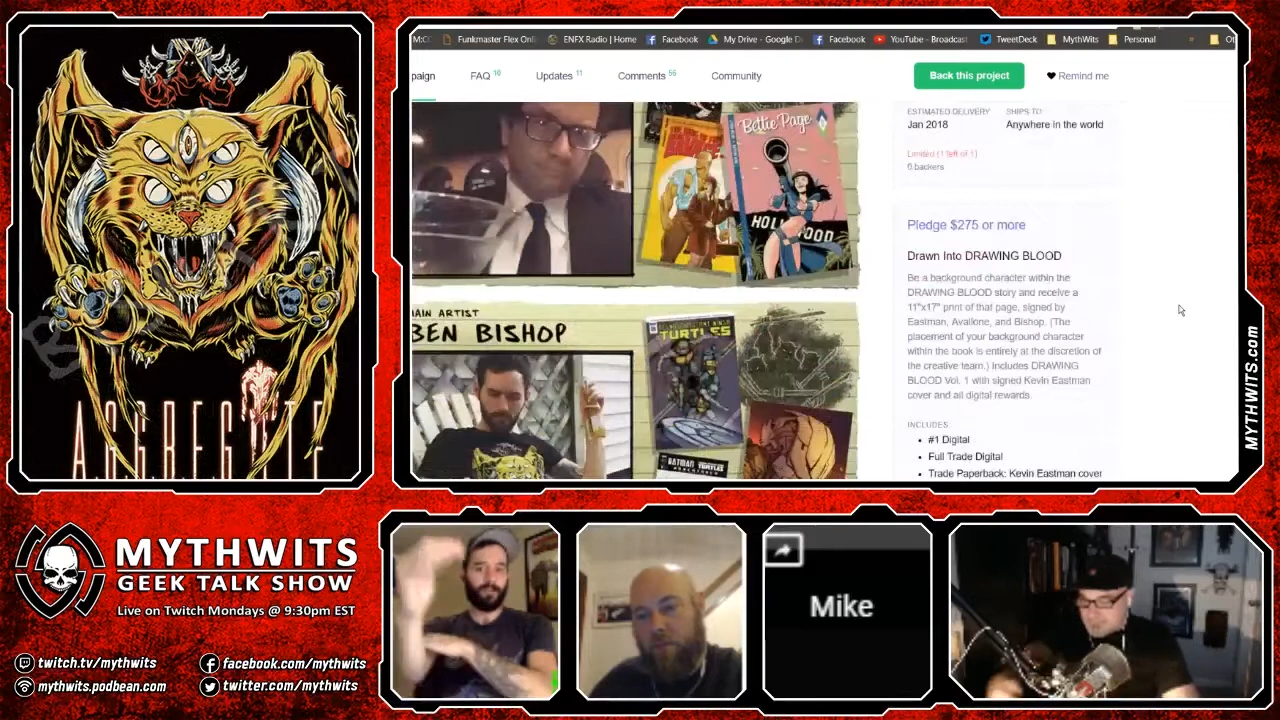 Funkmaster Flex Onl
ENFX Radio | Home
Facebook
My Drive - Google D
Facebook
YouTube - Broadcast
TweetDeck
MythWits
Personal
»
paign
FAQ 10
Updates 11
Comments 56
Community
Back this project
Remind me
ESTIMATED DELIVERY
SHIPS TO:
Jan 2018
Anywhere in the world
Limited (1 left of 1)
0 backers
Pledge $275 or more
Drawn Into DRAWING BLOOD
Be a background character within the
DRAWING BLOOD story and receive a
11"x17" print of that page, signed by
Eastman, Avallone, and Bishop. (The
placement of your background character
within the book is entirely at the discretion of
the creative team.) Includes DRAWING
BLOOD Vol. 1 with signed Kevin Eastman
cover and all digital rewards.
INCLUDES
• #1 Digital
• Full Trade Digital
• Trade Paperback: Kevin Eastman cover
Bettie Page
HOLLYWOOD
AIN ARTIST
BEN BISHOP
TURTLES
BATMAN TURTLES
AGGREGATE
MYTHWITS.com
MYTHWITS
GEEK TALK SHOW
Live on Twitch Mondays @ 9:30pm EST
twitch.tv/mythwits
facebook.com/mythwits
mythwits.podbean.com
twitter.com/mythwits
Mike